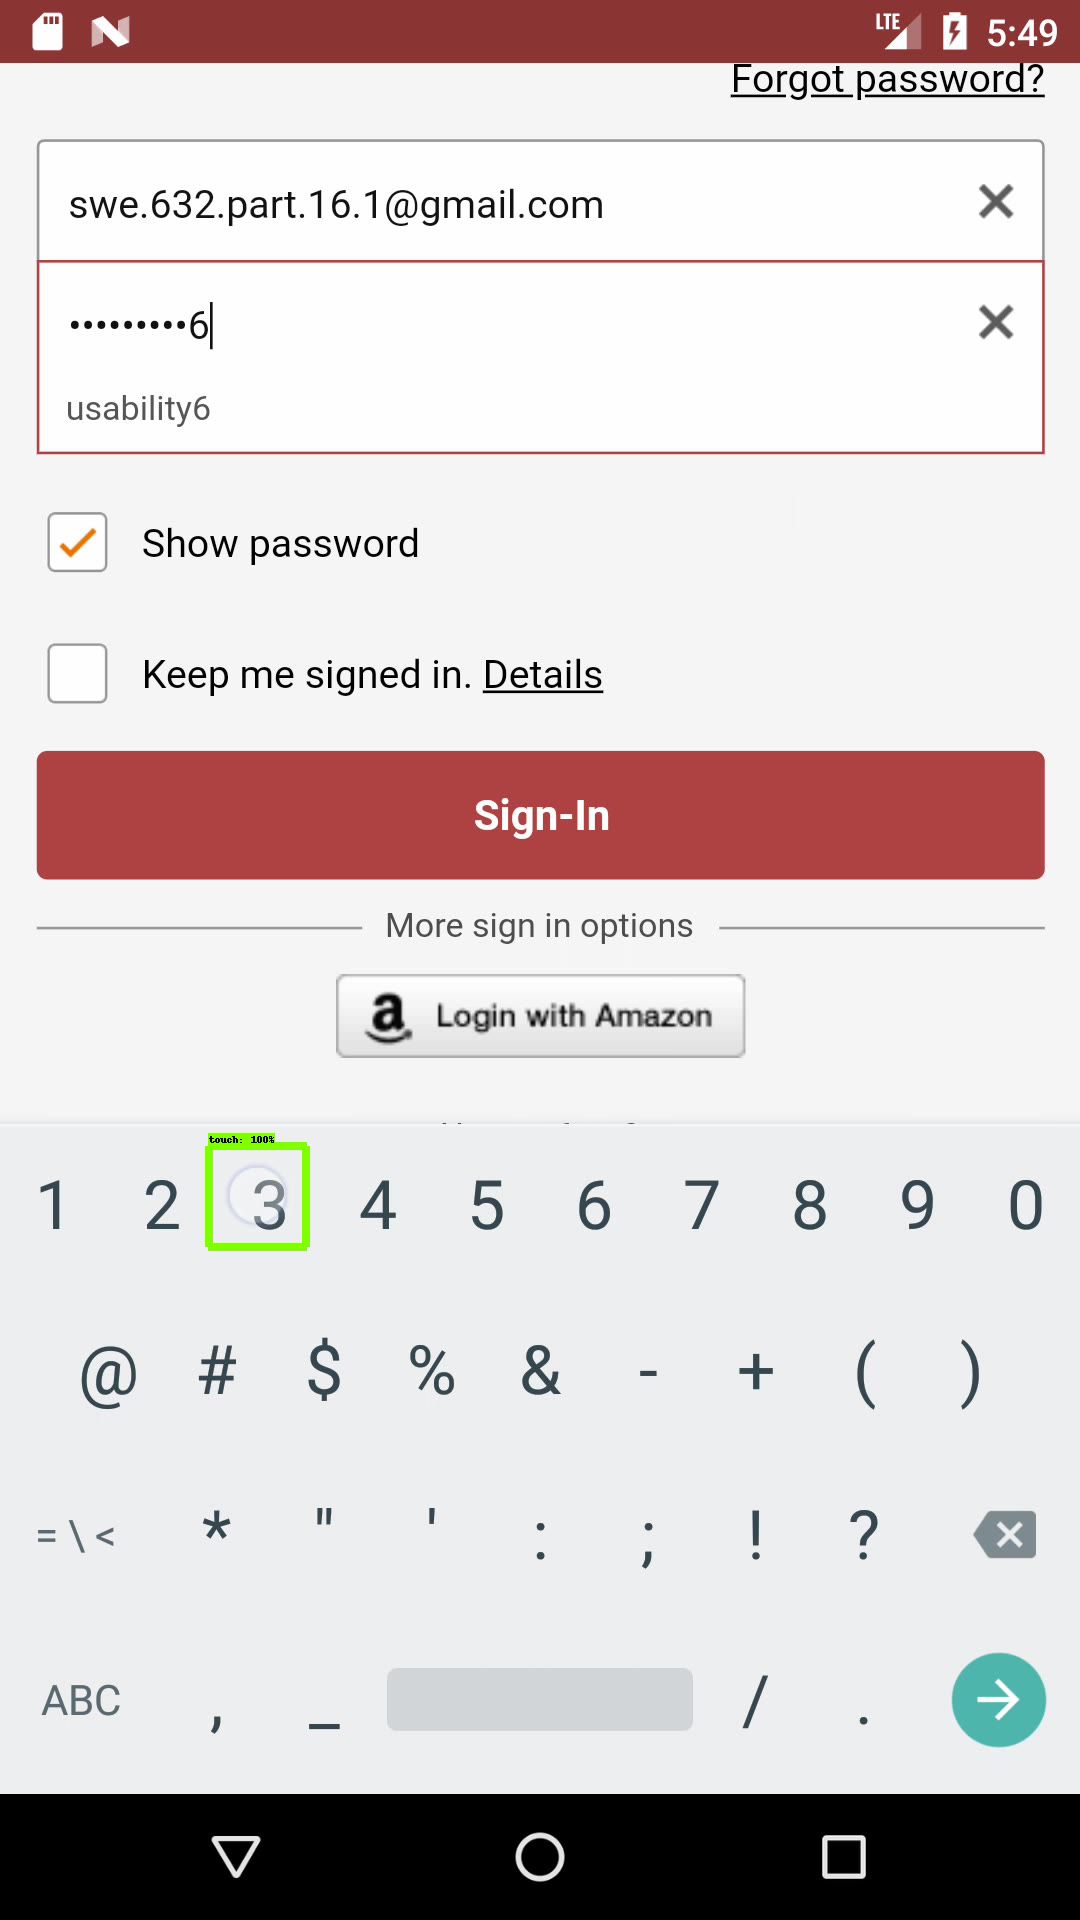 LTE 5:49
Forgot password?
swe.632.part.16.1@gmail.com
•••••••••6
usability6
Show password
Keep me signed in. Details
Sign-In
More sign in options
a Login with Amazon
touch: 100%
1 2 3 4 5 6 7 8 9 0
@ # $ % & - + ( )
= \ < * " ' : ; ! ?
ABC , _ / .